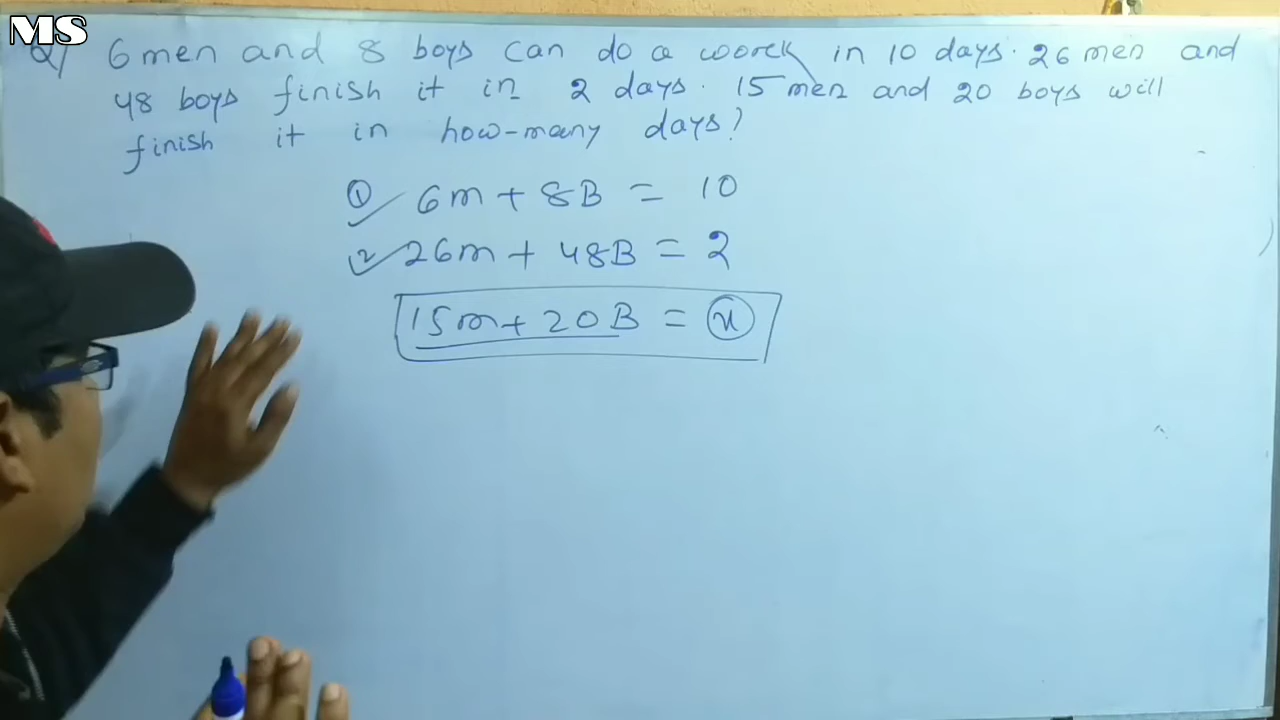 MS
Q) 6 men and 8 boys can do a woork in 10 days. 26 men and
48 boys finish it in 2 days. 15 men and 20 boys will
finish it in how-many days?
① 6m + 8B = 10
2 26m + 48B = 2
15m + 20B = x